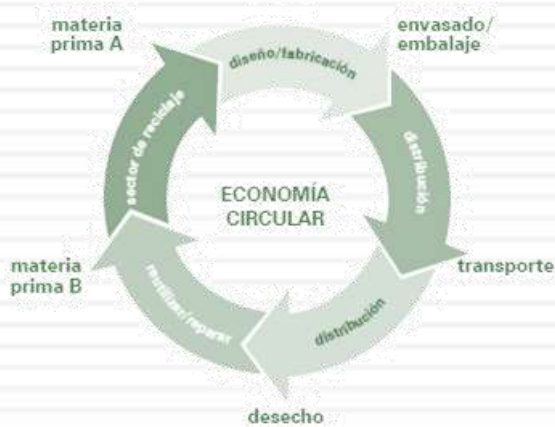 materia
prima A
envasado/
embalaje
diseño/fabricación
distribución
sector de reciclaje
ECONOMÍA
CIRCULAR
materia
prima B
transporte
reutilizar/reparar
distribución
desecho